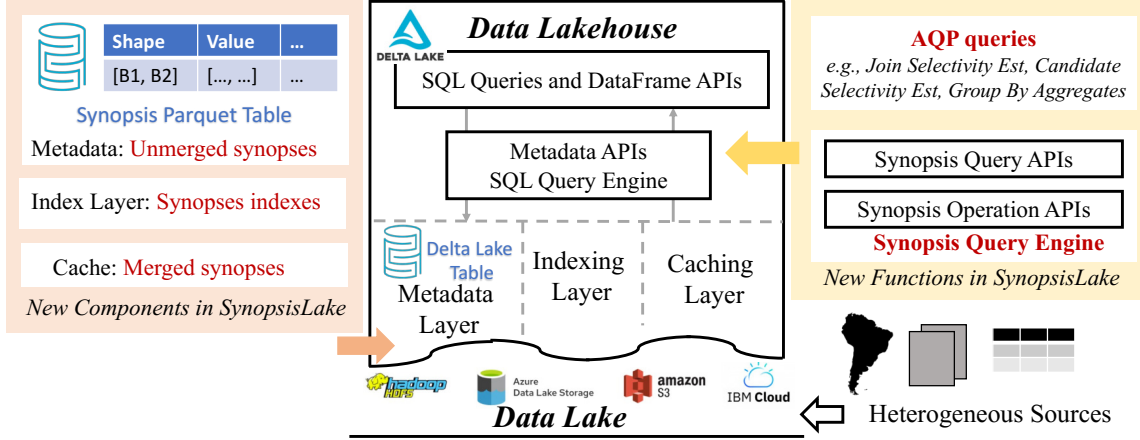 Shape Value ...
[B1, B2] [..., ...] ...
Synopsis Parquet Table
Metadata: Unmerged synopses
Index Layer: Synopses indexes
Cache: Merged synopses
New Components in SynopsisLake
Data Lakehouse
DELTA LAKE
SQL Queries and DataFrame APIs
Metadata APIs
SQL Query Engine
Delta Lake
Table
Metadata
Layer
Indexing
Layer
Caching
Layer
hadoop
HDFS
Azure
Data Lake Storage
amazon
S3
IBM Cloud
Data Lake
AQP queries
e.g., Join Selectivity Est, Candidate
Selectivity Est, Group By Aggregates
Synopsis Query APIs
Synopsis Operation APIs
Synopsis Query Engine
New Functions in SynopsisLake
Heterogeneous Sources